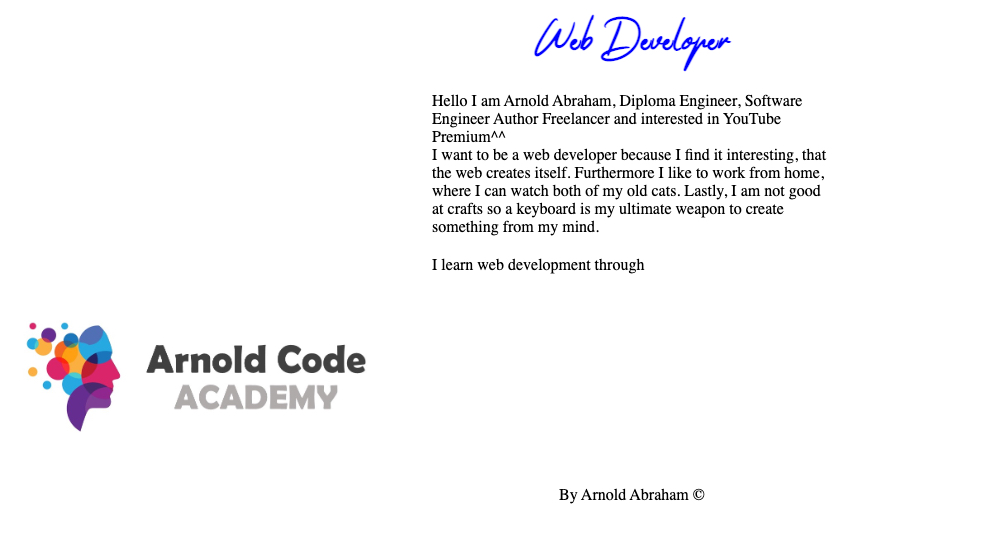 Web Developer
Hello I am Arnold Abraham, Diploma Engineer, Software
Engineer Author Freelancer and interested in YouTube
Premium^^
I want to be a web developer because I find it interesting, that
the web creates itself. Furthermore I like to work from home,
where I can watch both of my old cats. Lastly, I am not good
at crafts so a keyboard is my ultimate weapon to create
something from my mind.
I learn web development through
Arnold Code
ACADEMY
By Arnold Abraham ©